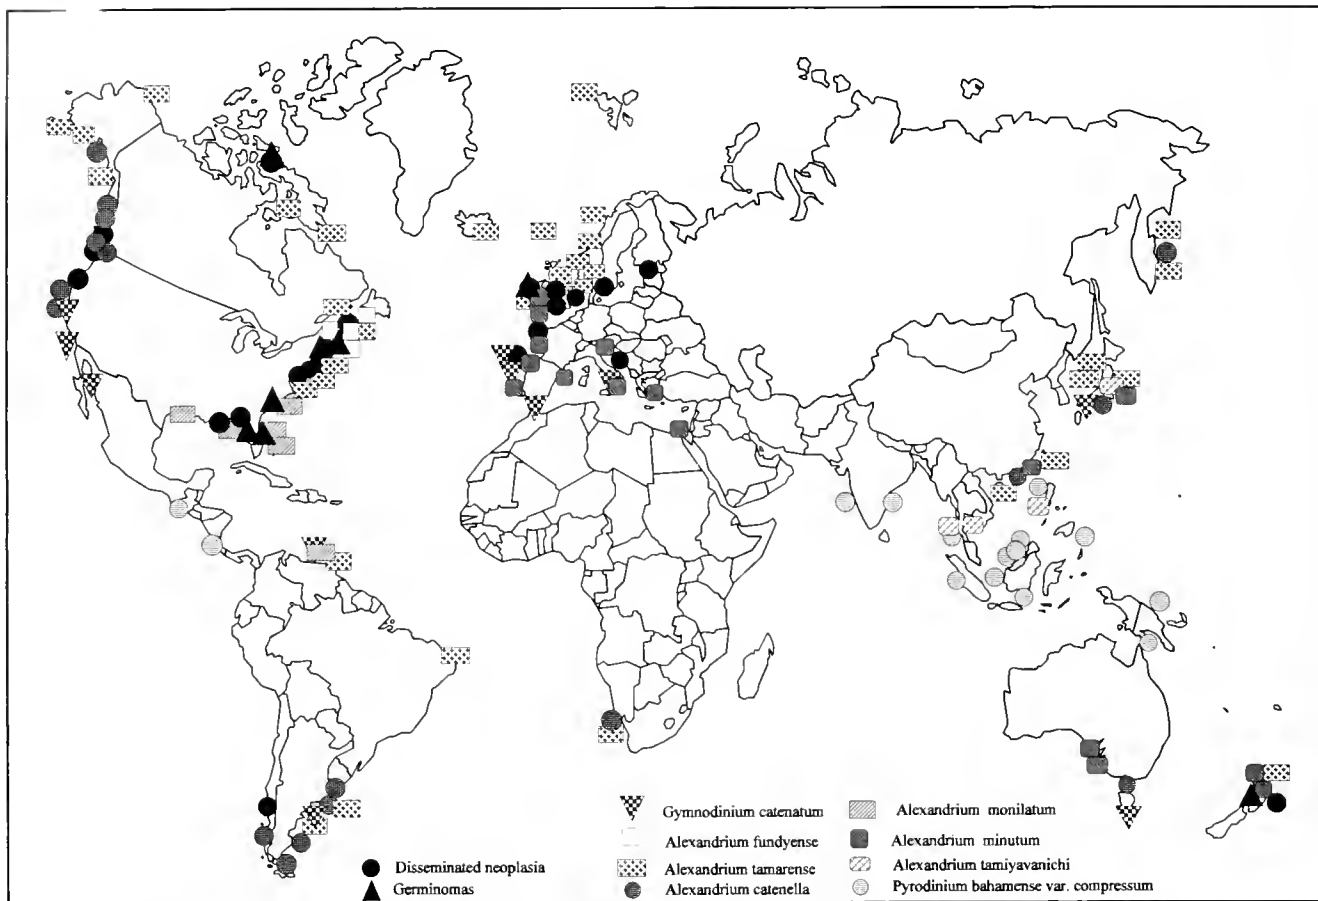 Gymnodinium catenatum
Alexandrium fundyense
Alexandrium tamarense
Alexandrium catenella
Alexandrium monilatum
Alexandrium minutum
Alexandrium tamiyavanichi
Pyrodinium bahamense var. compressum
Disseminated neoplasia
Germinomas